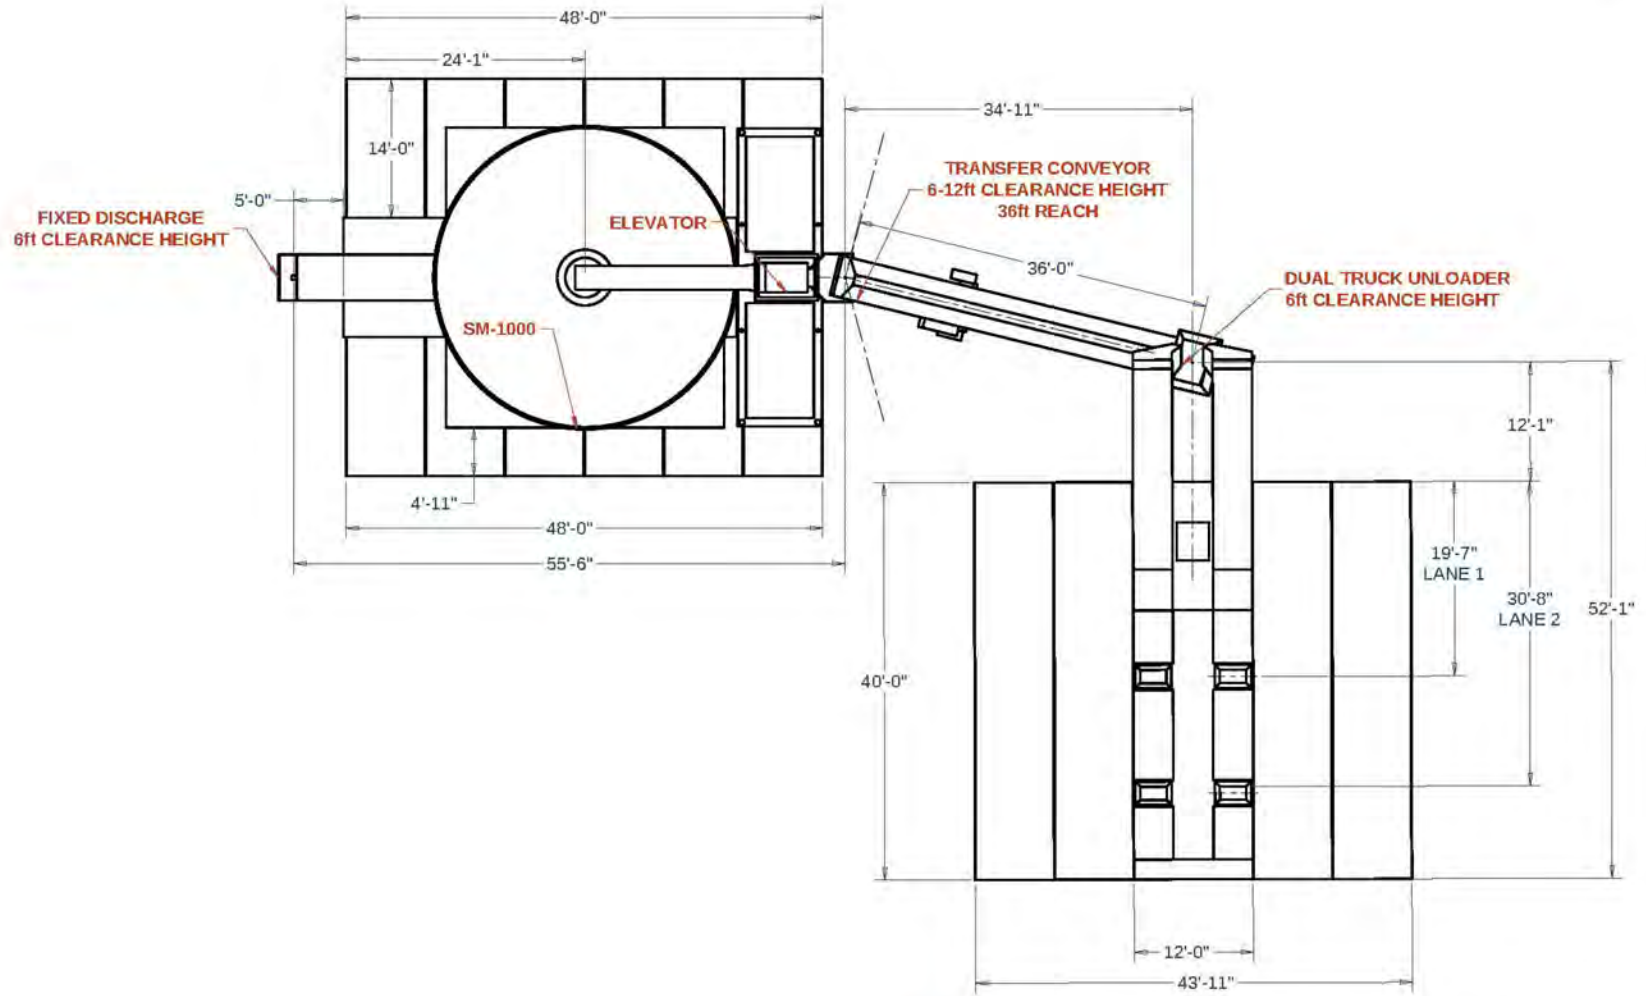 48'-0"
24'-1"
34'-11"
14'-0"
TRANSFER CONVEYOR
6-12ft CLEARANCE HEIGHT
36ft REACH
5'-0"
FIXED DISCHARGE
6ft CLEARANCE HEIGHT
ELEVATOR
36'-0"
DUAL TRUCK UNLOADER
6ft CLEARANCE HEIGHT
SM-1000
12'-1"
4'-11"
48'-0"
55'-6"
19'-7"
LANE 1
30'-8"
LANE 2
52'-1"
40'-0"
12'-0"
43'-11"